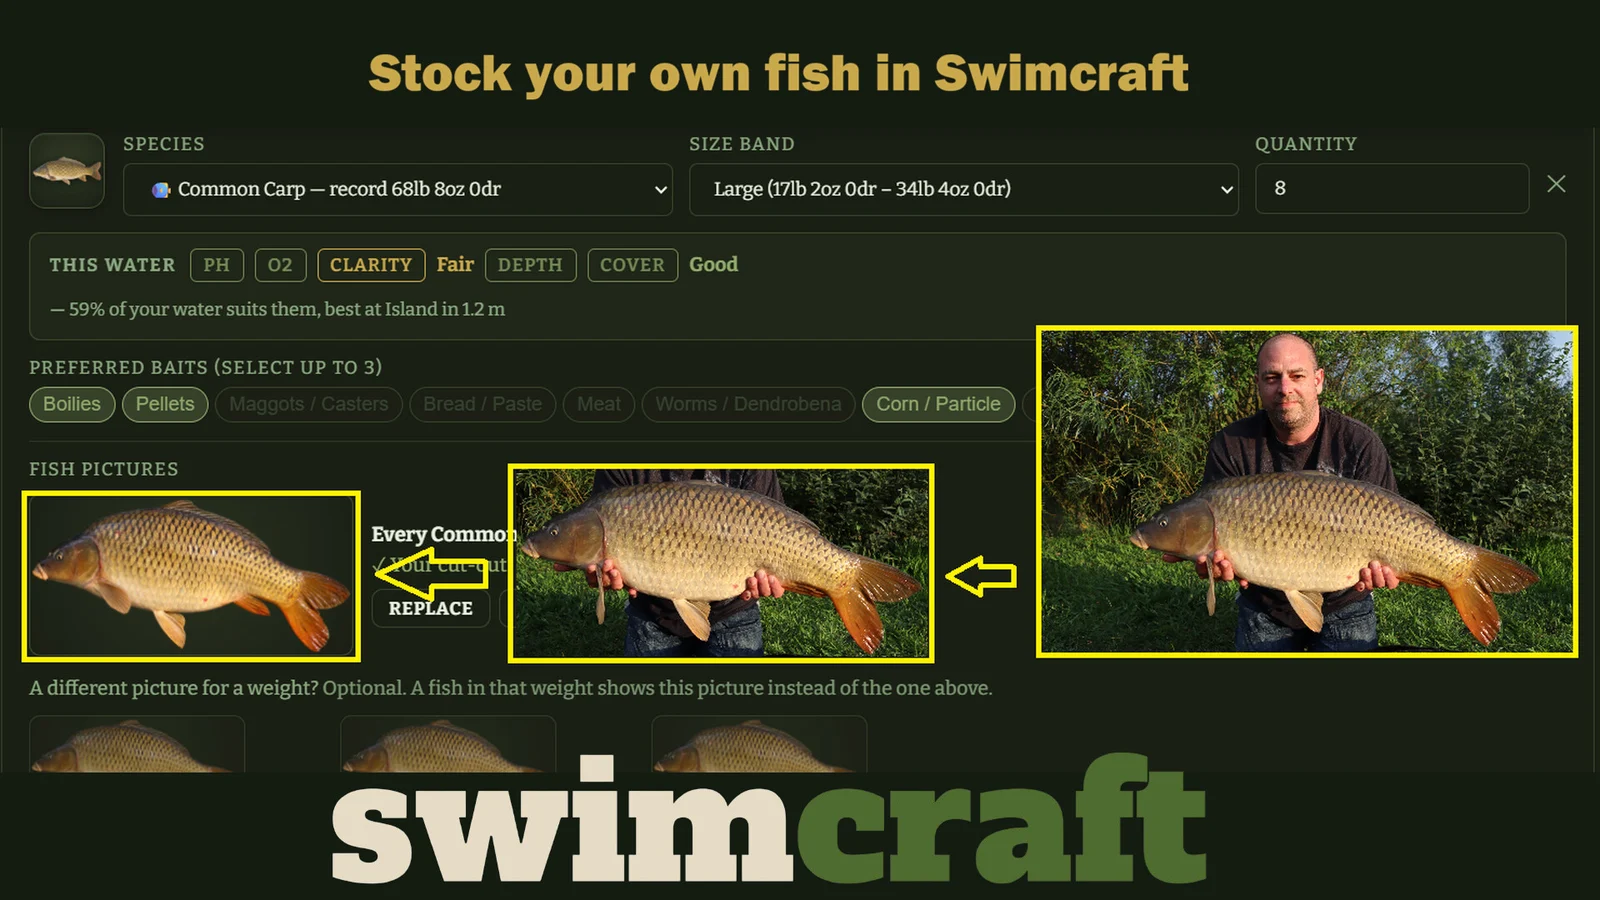 Stock your own fish in Swimcraft
SPECIES
SIZE BAND
QUANTITY
Common Carp — record 68lb 8oz 0dr
Large (17lb 2oz 0dr – 34lb 4oz 0dr)
8
THIS WATER PH O2 CLARITY Fair DEPTH COVER Good
— 59% of your water suits them, best at Island in 1.2 m
PREFERRED BAITS (SELECT UP TO 3)
Boilies Pellets Maggots / Casters Bread / Paste Meat Worms / Dendrobena Corn / Particle
FISH PICTURES
Every Common
✓ Your cut-out
REPLACE
A different picture for a weight? Optional. A fish in that weight shows this picture instead of the one above.
swimcraft